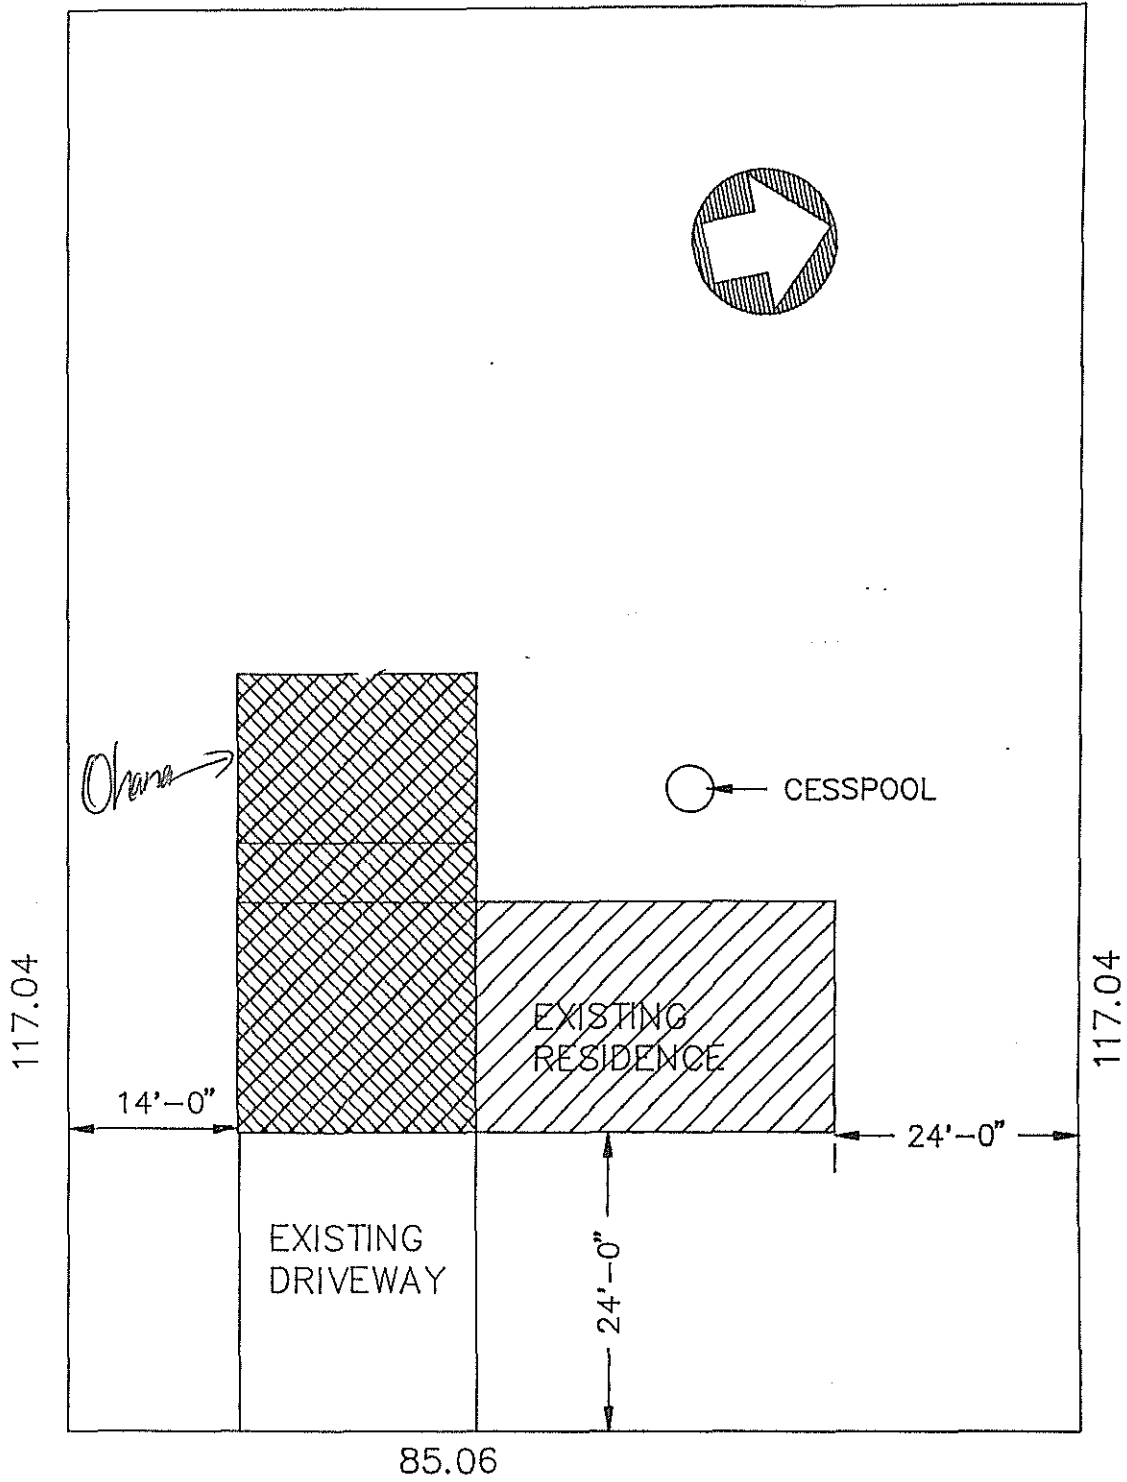 Ohana
CESSPOOL
117.04
117.04
EXISTING
RESIDENCE
14'-0"
24'-0"
EXISTING
DRIVEWAY
24'-0"
85.06